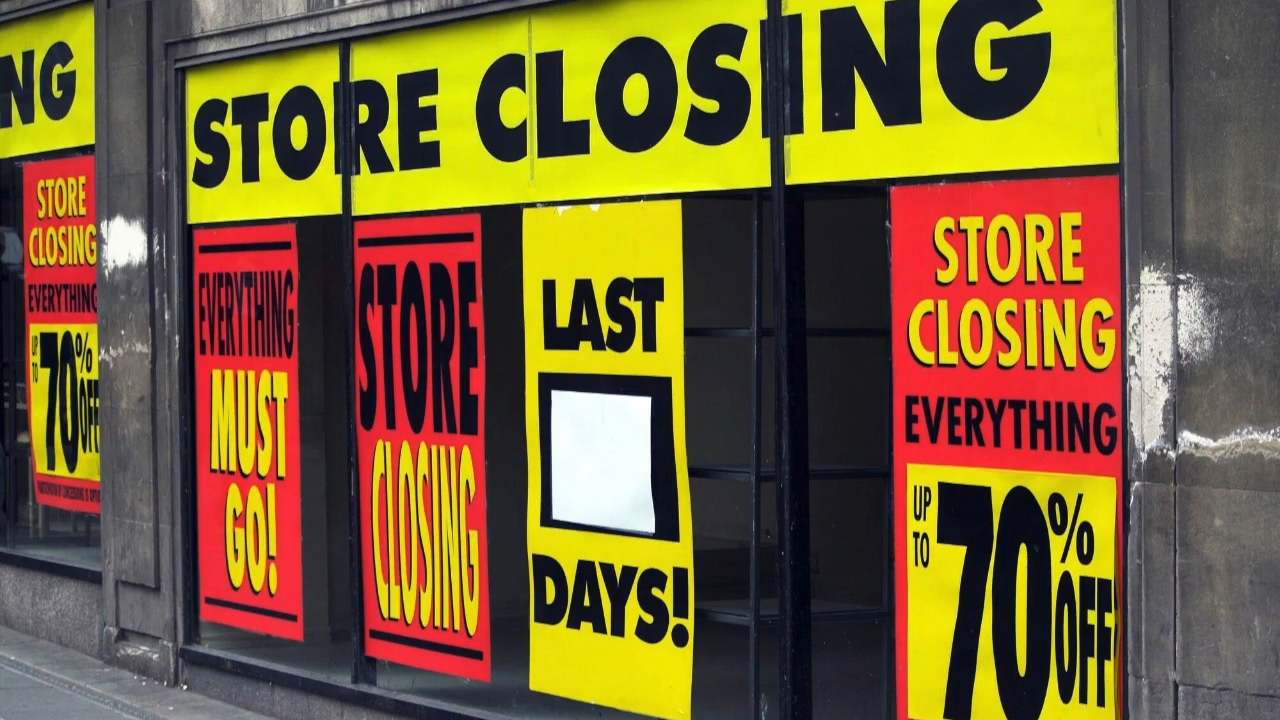 NG
STORE
CLOSING
EVERYTHING
UP
TO
70%
OFF
STORE CLOSING
EVERYTHING
MUST
GO!
STORE
CLOSING
LAST
DAYS!
STORE
CLOSING
EVERYTHING
UP
TO
70%
OFF